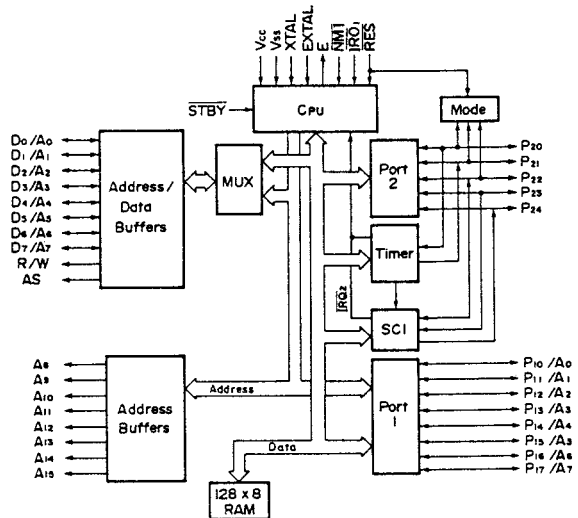 Vcc
Vss
XTAL
EXTAL
E
NMI
IRQ1
RES
STBY
CPU
Mode
D0/A0
D1/A1
D2/A2
D3/A3
D4/A4
D5/A5
D6/A6
D7/A7
R/W
AS
Address/
Data
Buffers
MUX
Port
2
P20
P21
P22
P23
P24
Timer
IRQ2
SCI
A8
A9
A10
A11
A12
A13
A14
A15
Address
Buffers
Address
Data
Port
1
P10/A0
P11/A1
P12/A2
P13/A3
P14/A4
P15/A3
P16/A6
P17/A7
128 x 8
RAM